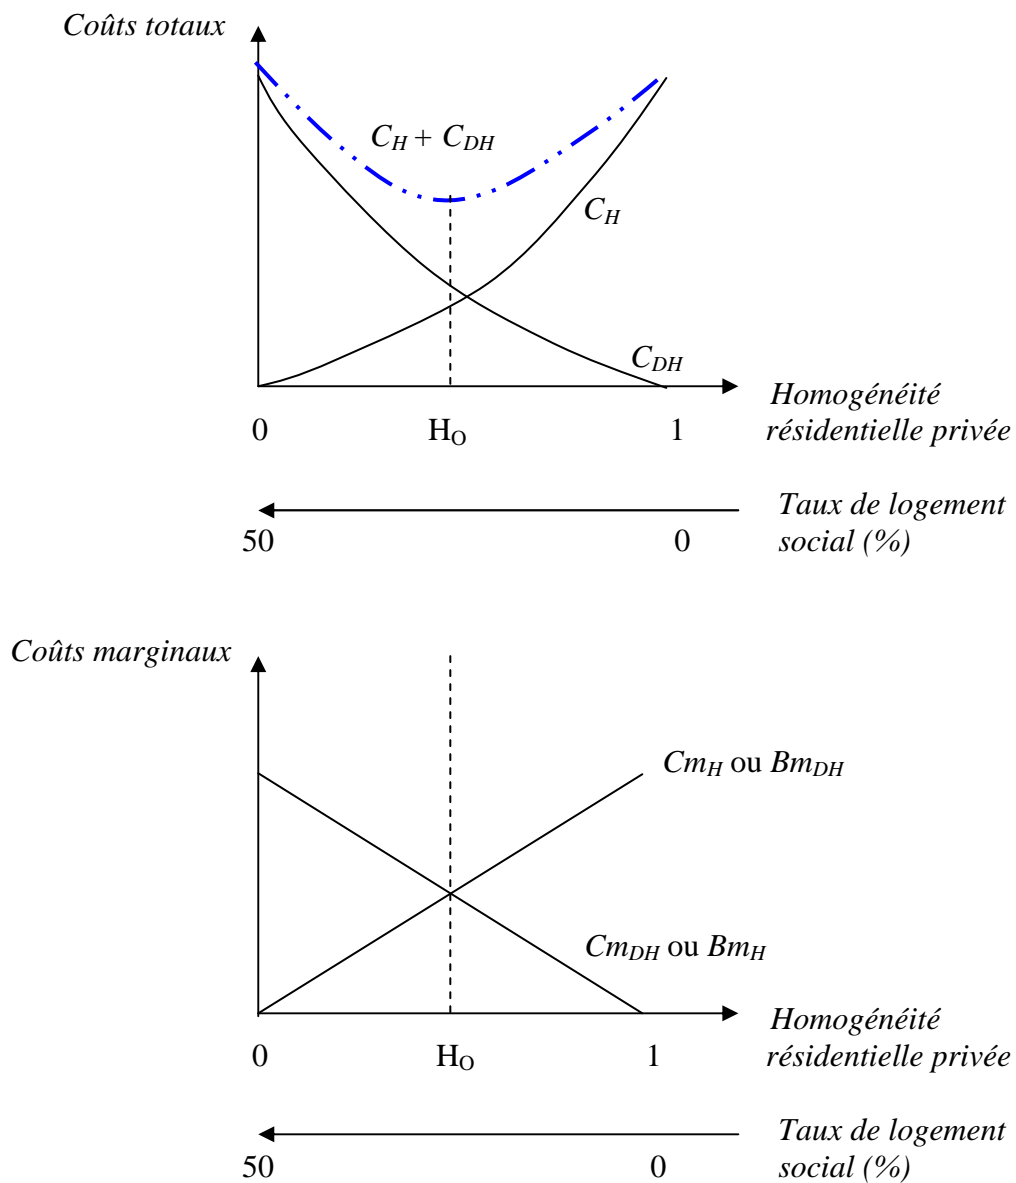 Coûts totaux
C_H + C_DH
C_H
C_DH
Homogénéité
0 H_O 1 résidentielle privée
Taux de logement
50 0 social (%)
Coûts marginaux
Cm_H ou Bm_DH
Cm_DH ou Bm_H
Homogénéité
0 H_O 1 résidentielle privée
Taux de logement
50 0 social (%)